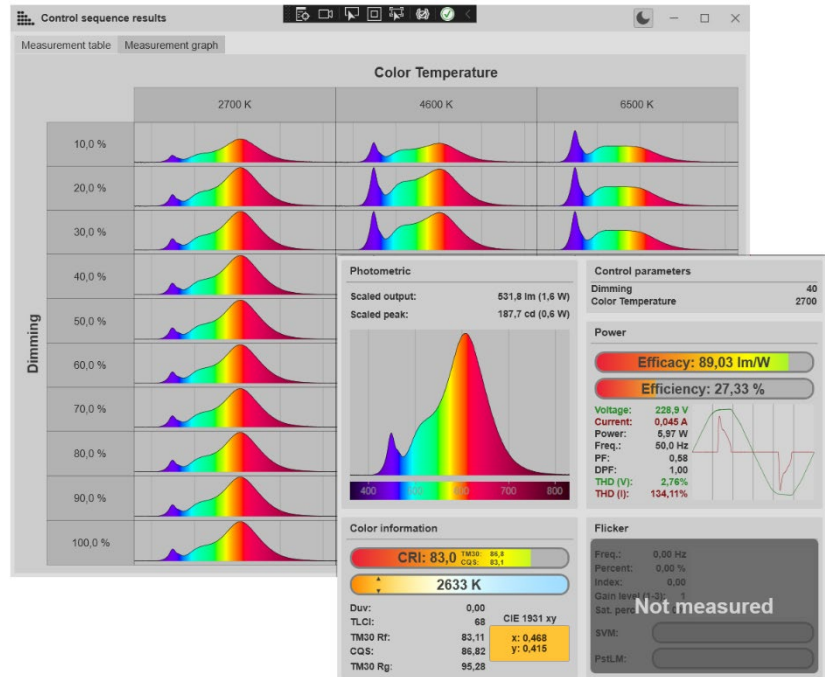 Control sequence results
Measurement table Measurement graph
Color Temperature
2700 K 4600 K 6500 K
Dimming
10,0 %
20,0 %
30,0 %
40,0 %
50,0 %
60,0 %
70,0 %
80,0 %
90,0 %
100,0 %
Photometric
Scaled output: 531,8 lm (1,6 W)
Scaled peak: 187,7 cd (0,6 W)
400 600 700 800
Color information
CRI: 83,0 TM30: 86,8
CQS: 83,1
2633 K
Duv: 0,00
TLCI: 68
TM30 Rf: 83,11
CQS: 86,82
TM30 Rg: 95,28
CIE 1931 xy
x: 0,468
y: 0,415
Control parameters
Dimming 40
Color Temperature 2700
Power
Efficacy: 89,03 lm/W
Efficiency: 27,33 %
Voltage: 228,9 V
Current: 0,045 A
Power: 5,97 W
Freq.: 50,0 Hz
PF: 0,58
DPF: 1,00
THD (V): 2,76%
THD (I): 134,11%
Flicker
Freq.: 0,00 Hz
Percent: 0,00 %
Index: 0,00
Gain level (1-3): 1
Sat. perc
Not measured
SVM:
PstLM: